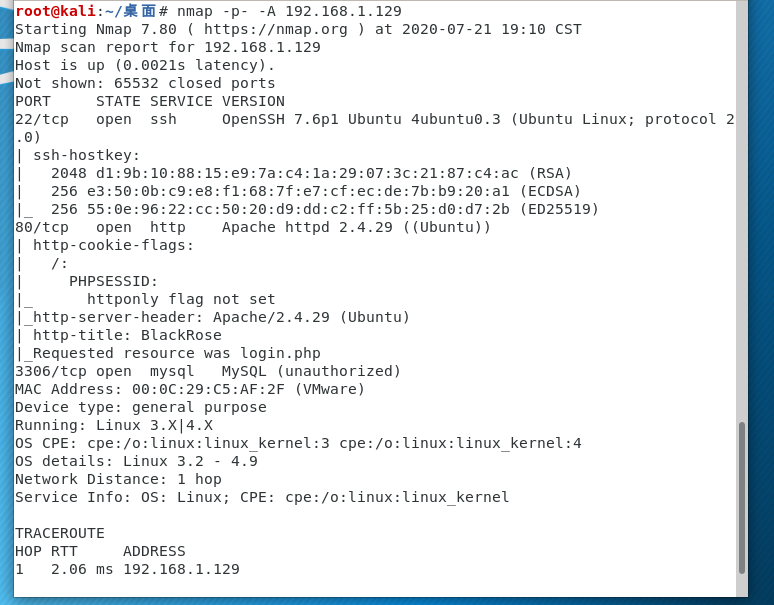 root@kali:~/桌面# nmap -p- -A 192.168.1.129
Starting Nmap 7.80 ( https://nmap.org ) at 2020-07-21 19:10 CST
Nmap scan report for 192.168.1.129
Host is up (0.0021s latency).
Not shown: 65532 closed ports
PORT     STATE SERVICE VERSION
22/tcp   open  ssh     OpenSSH 7.6p1 Ubuntu 4ubuntu0.3 (Ubuntu Linux; protocol 2
.0)
| ssh-hostkey:
|   2048 d1:9b:10:88:15:e9:7a:c4:1a:29:07:3c:21:87:c4:ac (RSA)
|   256 e3:50:0b:c9:e8:f1:68:7f:e7:cf:ec:de:7b:b9:20:a1 (ECDSA)
|_  256 55:0e:96:22:cc:50:20:d9:dd:c2:ff:5b:25:d0:d7:2b (ED25519)
80/tcp   open  http    Apache httpd 2.4.29 ((Ubuntu))
| http-cookie-flags:
|   /:
|     PHPSESSID:
|_      httponly flag not set
|_http-server-header: Apache/2.4.29 (Ubuntu)
| http-title: BlackRose
|_Requested resource was login.php
3306/tcp open  mysql   MySQL (unauthorized)
MAC Address: 00:0C:29:C5:AF:2F (VMware)
Device type: general purpose
Running: Linux 3.X|4.X
OS CPE: cpe:/o:linux:linux_kernel:3 cpe:/o:linux:linux_kernel:4
OS details: Linux 3.2 - 4.9
Network Distance: 1 hop
Service Info: OS: Linux; CPE: cpe:/o:linux:linux_kernel

TRACEROUTE
HOP RTT     ADDRESS
1   2.06 ms 192.168.1.129